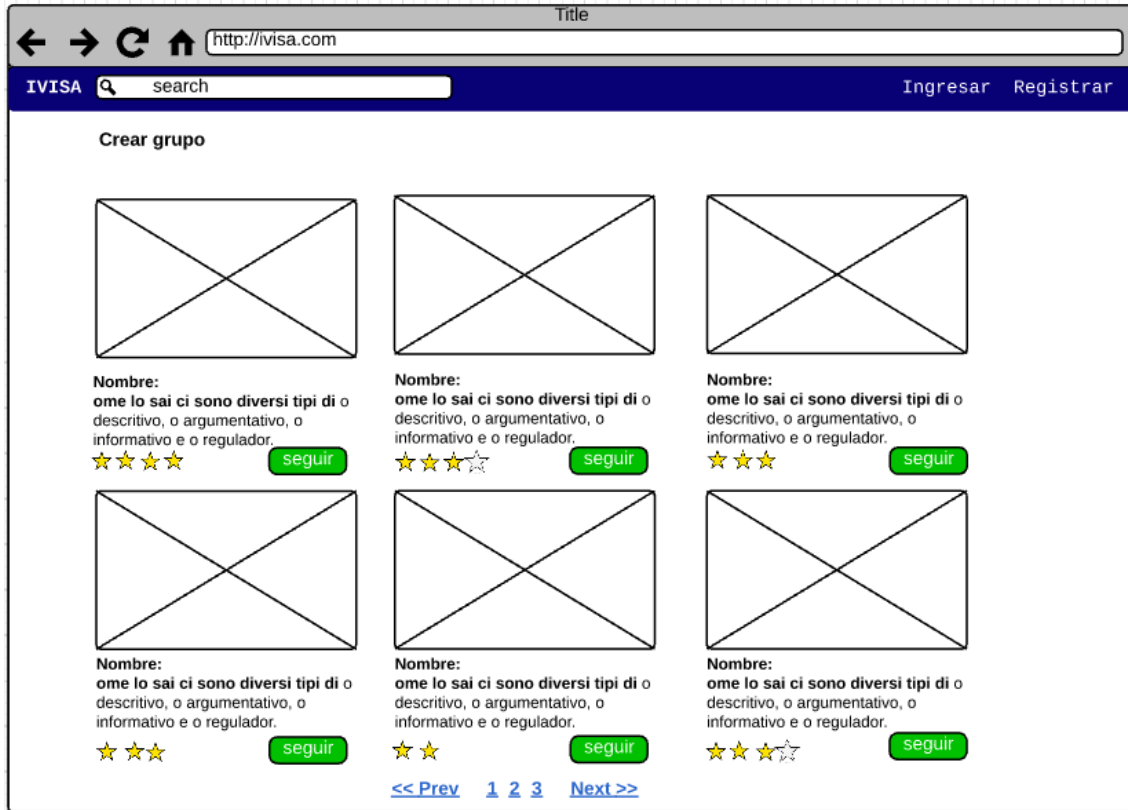 Title
http://ivisa.com
IVISA search Ingresar Registrar
Crear grupo
Nombre:
ome lo sai ci sono diversi tipi di o
descritivo, o argumentativo, o
informativo e o regulador.
seguir
Nombre:
ome lo sai ci sono diversi tipi di o
descritivo, o argumentativo, o
informativo e o regulador.
seguir
Nombre:
ome lo sai ci sono diversi tipi di o
descritivo, o argumentativo, o
informativo e o regulador.
seguir
Nombre:
ome lo sai ci sono diversi tipi di o
descritivo, o argumentativo, o
informativo e o regulador.
seguir
Nombre:
ome lo sai ci sono diversi tipi di o
descritivo, o argumentativo, o
informativo e o regulador.
seguir
Nombre:
ome lo sai ci sono diversi tipi di o
descritivo, o argumentativo, o
informativo e o regulador.
seguir
<< Prev 1 2 3 Next >>